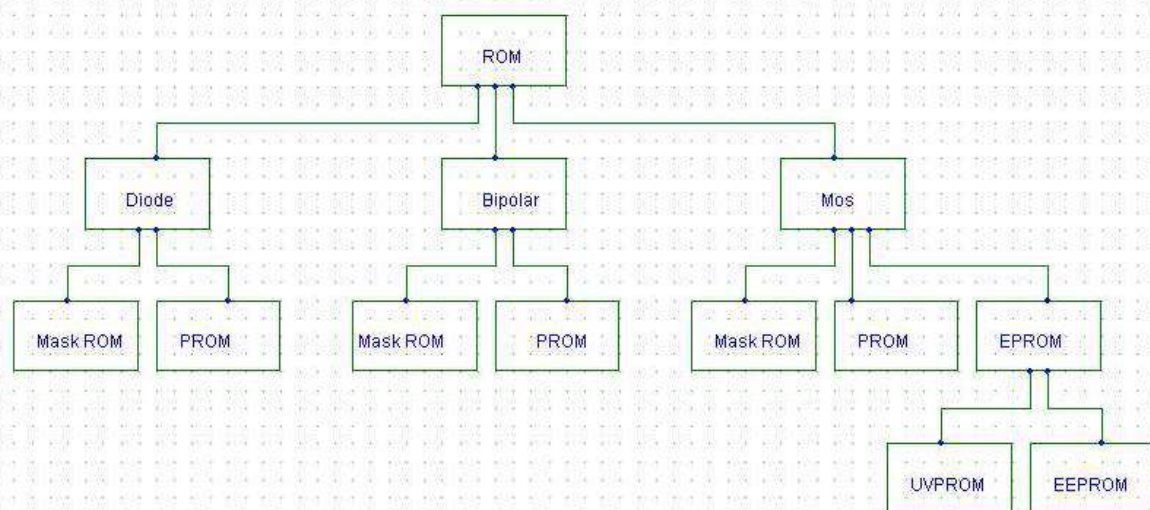 ROM
Diode
Bipolar
Mos
Mask ROM
PROM
Mask ROM
PROM
Mask ROM
PROM
EPROM
UVPROM
EEPROM